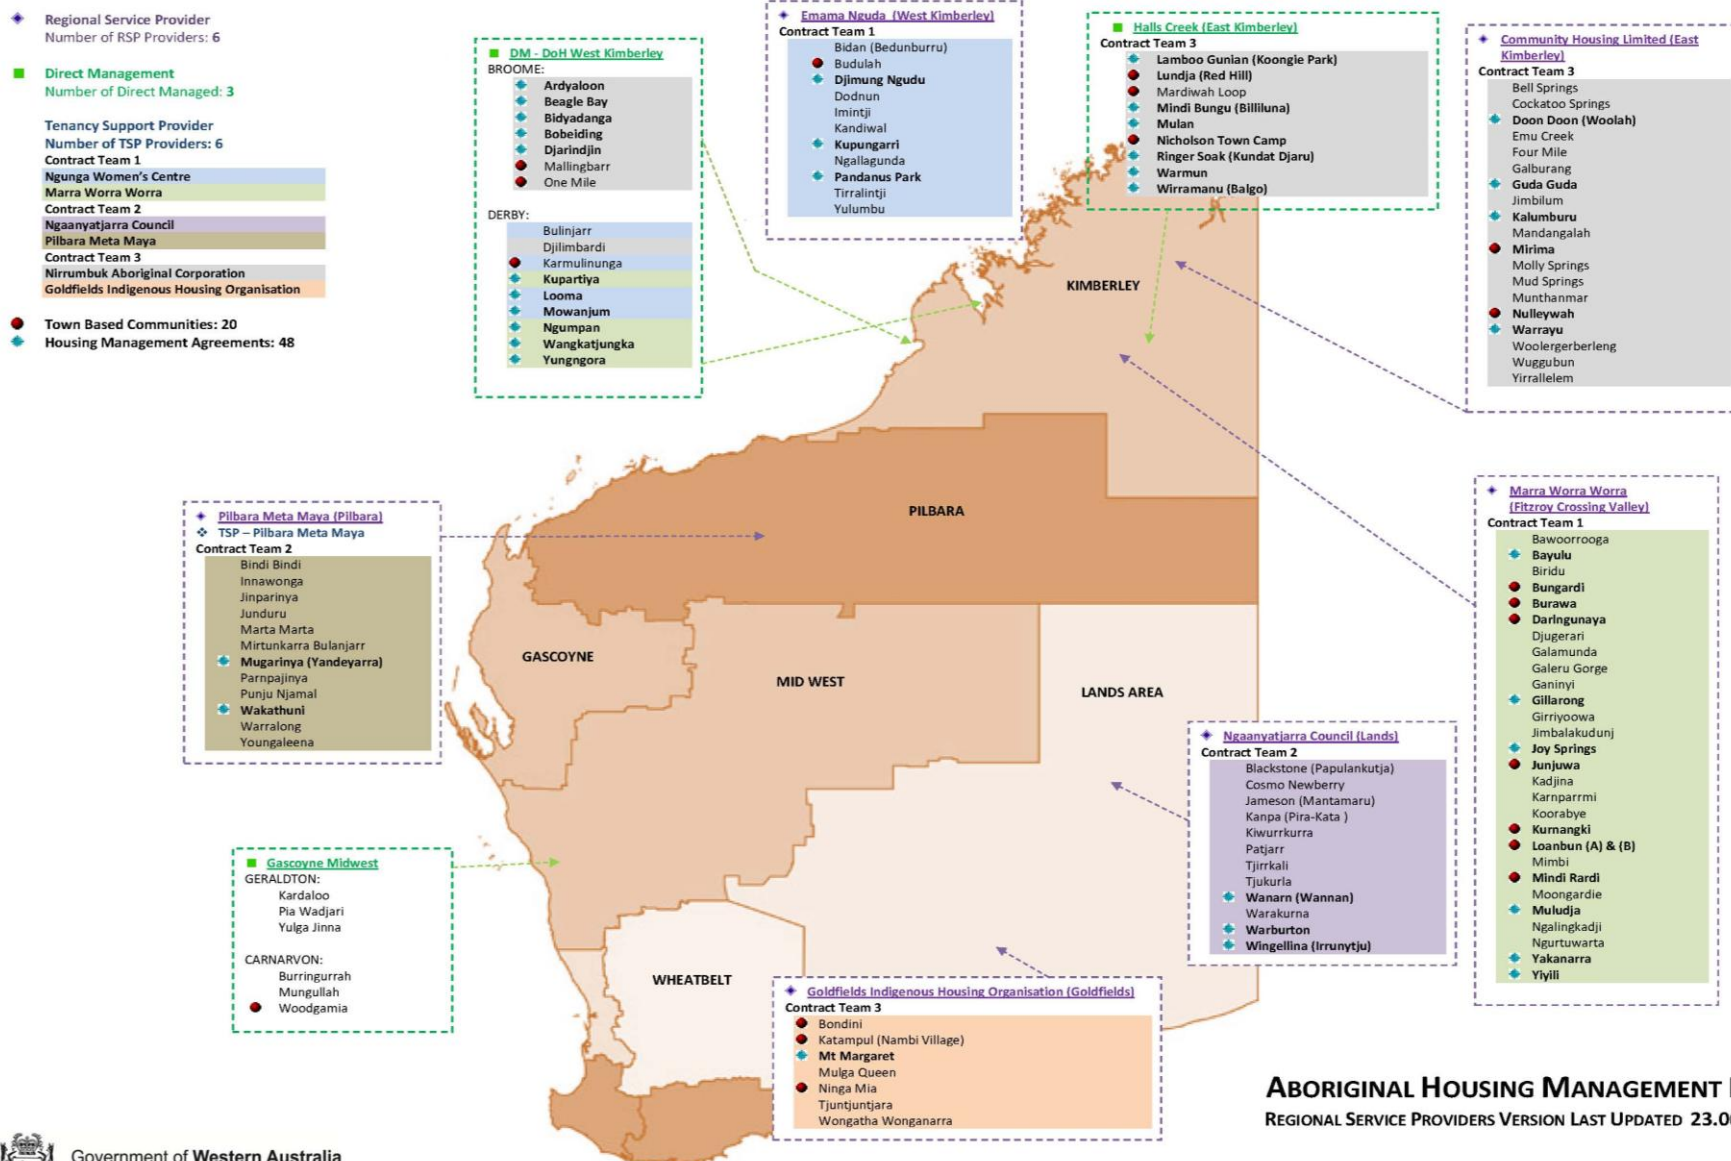 Regional Service Provider
Number of RSP Providers: 6
Direct Management
Number of Direct Managed: 3
Tenancy Support Provider
Number of TSP Providers: 6
Contract Team 1
Ngunga Women's Centre
Marra Worra Worra
Contract Team 2
Ngaanyatjarra Council
Pilbara Meta Maya
Contract Team 3
Nirrumbuk Aboriginal Corporation
Goldfields Indigenous Housing Organisation
Town Based Communities: 20
Housing Management Agreements: 48
DM - DoH West Kimberley
BROOME:
Ardyaloon
Beagle Bay
Bidyadanga
Bobeiding
Djarindjin
Mallingbarr
One Mile
DERBY:
Bulinjarr
Djilimbardi
Karmulinunga
Kupartiya
Looma
Mowanjum
Ngumpan
Wangkatjungka
Yungngora
Emama Nguda (West Kimberley)
Contract Team 1
Bidan (Bedunburru)
Budulah
Djimung Ngudu
Dodnun
Imintji
Kandiwal
Kupungarri
Ngallagunda
Pandanus Park
Tirralintji
Yulumbu
Halls Creek (East Kimberley)
Contract Team 3
Lamboo Gunian (Koongie Park)
Lundja (Red Hill)
Mardiwah Loop
Mindi Bungu (Billiluna)
Mulan
Nicholson Town Camp
Ringer Soak (Kundat Djaru)
Warmun
Wirramanu (Balgo)
Community Housing Limited (East
Kimberley)
Contract Team 3
Bell Springs
Cockatoo Springs
Doon Doon (Woolah)
Emu Creek
Four Mile
Galburang
Guda Guda
Jimbilum
Kalumburu
Mandangalah
Mirima
Molly Springs
Mud Springs
Munthanmar
Nulleywah
Warrayu
Woolergerberleng
Wuggubun
Yirrallelem
KIMBERLEY
PILBARA
GASCOYNE
MID WEST
LANDS AREA
WHEATBELT
Pilbara Meta Maya (Pilbara)
TSP – Pilbara Meta Maya
Contract Team 2
Bindi Bindi
Innawonga
Jinparinya
Junduru
Marta Marta
Mirtunkarra Bulanjarr
Mugarinya (Yandeyarra)
Parnpajinya
Punju Njamal
Wakathuni
Warralong
Youngaleena
Marra Worra Worra
(Fitzroy Crossing Valley)
Contract Team 1
Bawoorrooga
Bayulu
Biridu
Bungardi
Burawa
Darlngunaya
Djugerari
Galamunda
Galeru Gorge
Ganinyi
Gillarong
Girriyoowa
Jimbalakudunj
Joy Springs
Junjuwa
Kadjina
Karnparrmi
Koorabye
Kurnangki
Loanbun (A) & (B)
Mimbi
Mindi Rardi
Moongardie
Muludja
Ngalingkadji
Ngurtuwarta
Yakanarra
Yiyili
Ngaanyatjarra Council (Lands)
Contract Team 2
Blackstone (Papulankutja)
Cosmo Newberry
Jameson (Mantamaru)
Kanpa (Pira-Kata )
Kiwurrkurra
Patjarr
Tjirrkali
Tjukurla
Wanarn (Wannan)
Warakurna
Warburton
Wingellina (Irrunytju)
Gascoyne Midwest
GERALDTON:
Kardaloo
Pia Wadjari
Yulga Jinna
CARNARVON:
Burringurrah
Mungullah
Woodgamia
Goldfields Indigenous Housing Organisation (Goldfields)
Contract Team 3
Bondini
Katampul (Nambi Village)
Mt Margaret
Mulga Queen
Ninga Mia
Tjuntjuntjara
Wongatha Wonganarra
ABORIGINAL HOUSING MANAGEMENT
REGIONAL SERVICE PROVIDERS VERSION LAST UPDATED 23.0
Government of Western Australia